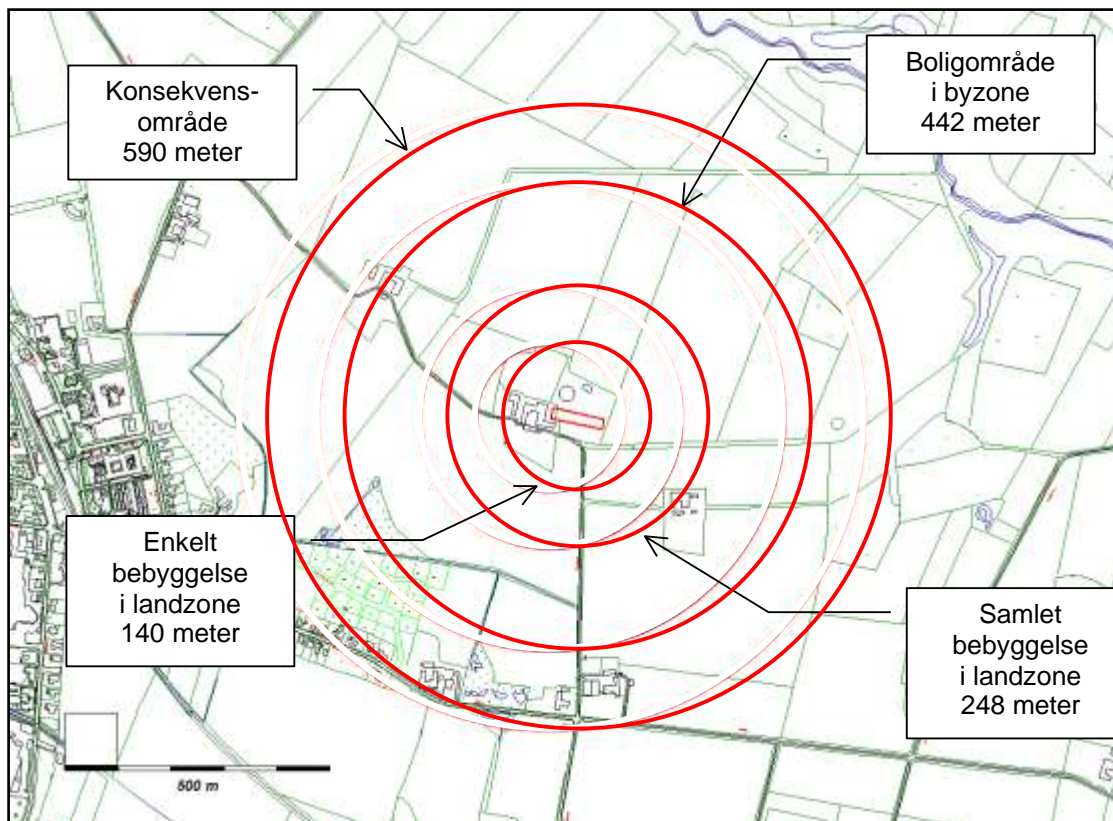 Konsekvens-
område
590 meter
Boligområde
i byzone
442 meter
Enkelt
bebyggelse
i landzone
140 meter
Samlet
bebyggelse
i landzone
248 meter
500 m